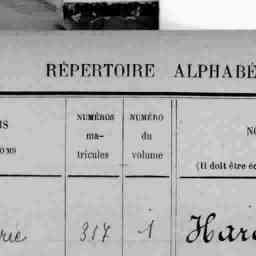 RÉPERTOIRE ALPHABÉ
NUMÉROS NUMÉRO
ma- du
tricules volume
(Il doit être éc
317 1 Har